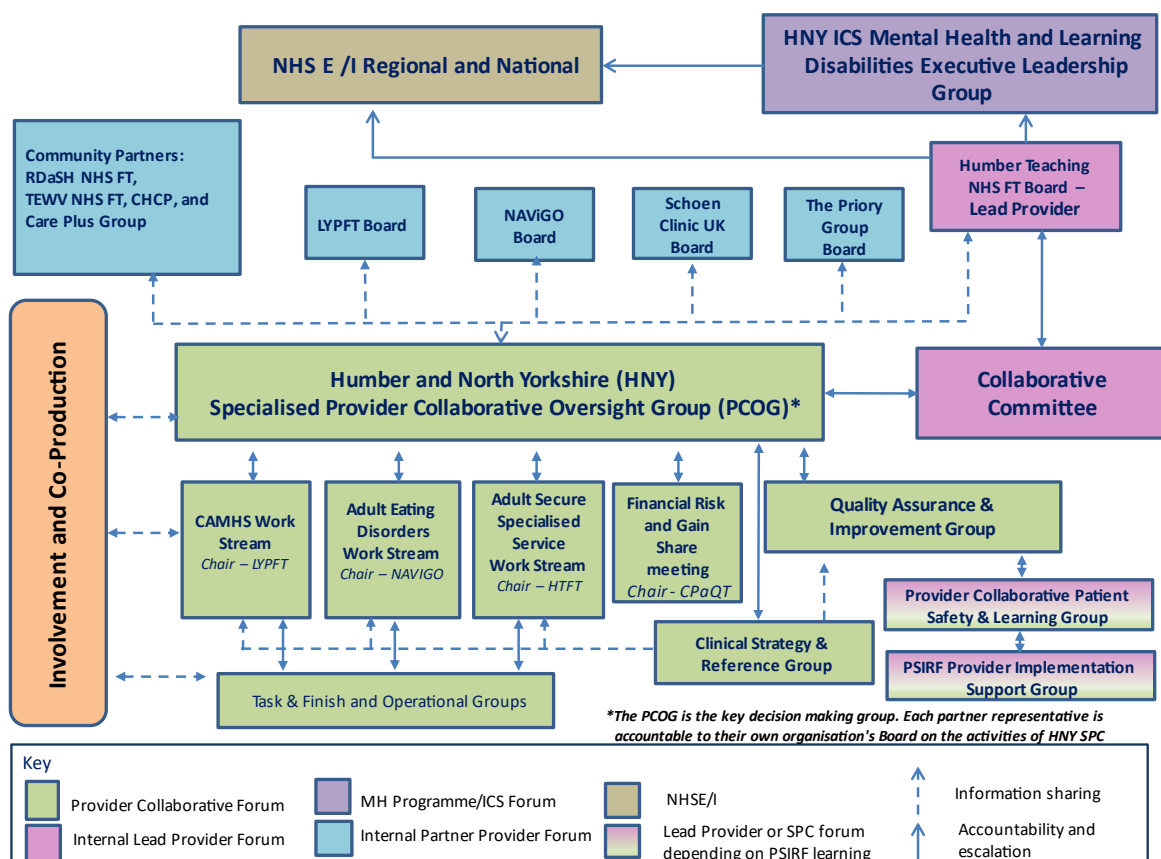 NHS E /I Regional and National
HNY ICS Mental Health and Learning
Disabilities Executive Leadership
Group
Community Partners:
RDaSH NHS FT,
TEWV NHS FT, CHCP, and
Care Plus Group
LYPFT Board
NAViGO
Board
Schoen
Clinic UK
Board
The Priory
Group
Board
Humber Teaching
NHS FT Board –
Lead Provider
Involvement and Co-Production
Humber and North Yorkshire (HNY)
Specialised Provider Collaborative Oversight Group (PCOG)*
Collaborative
Committee
CAMHS Work
Stream
Chair – LYPFT
Adult Eating
Disorders
Work Stream
Chair – NAVIGO
Adult Secure
Specialised
Service
Work Stream
Chair – HTFT
Financial Risk
and Gain
Share
meeting
Chair - CPaQT
Quality Assurance &
Improvement Group
Provider Collaborative Patient
Safety & Learning Group
Clinical Strategy &
Reference Group
PSIRF Provider Implementation
Support Group
Task & Finish and Operational Groups
*The PCOG is the key decision making group. Each partner representative is
accountable to their own organisation's Board on the activities of HNY SPC
Key
Provider Collaborative Forum
MH Programme/ICS Forum
NHSE/I
Information sharing
Internal Lead Provider Forum
Internal Partner Provider Forum
Lead Provider or SPC forum
depending on PSIRF learning
Accountability and
escalation